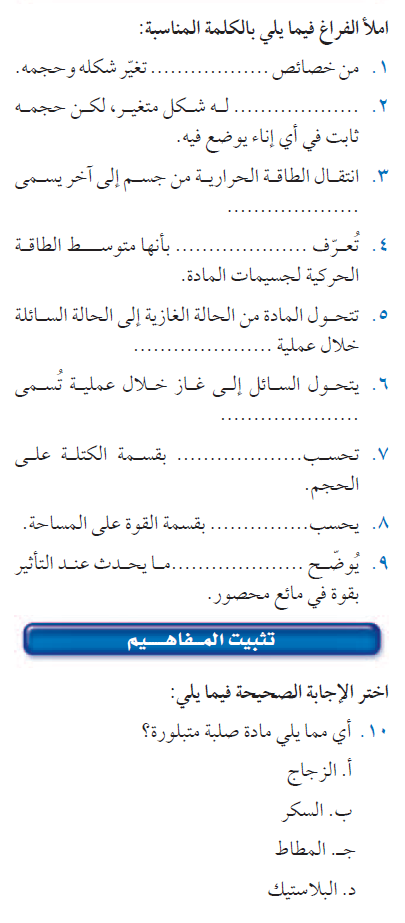 املأ الفراغ فيما يلي بالكلمة المناسبة:
١. من خصائص .................. تغيّر شكله وحجمه.
٢. ................... له شكل متغير، لكن حجمه
ثابت في أي إناء يوضع فيه.
٣. انتقال الطاقة الحرارية من جسم إلى آخر يسمى
....................
٤. تُعرّف .................... بأنها متوسط الطاقة
الحركية لجسيمات المادة.
٥. تتحول المادة من الحالة الغازية إلى الحالة السائلة
خلال عملية .....................
٦. يتحول السائل إلى غاز خلال عملية تُسمى
.....................
٧. تحسب................... بقسمة الكتلة على
الحجم.
٨. يحسب............... بقسمة القوة على المساحة.
٩. يُوضّح ....................ما يحدث عند التأثير
بقوة في مائع محصور.
تثبيت المفاهيم
اختر الإجابة الصحيحة فيما يلي:
١٠. أي مما يلي مادة صلبة متبلورة؟
أ. الزجاج
ب. السكر
جـ. المطاط
د. البلاستيك